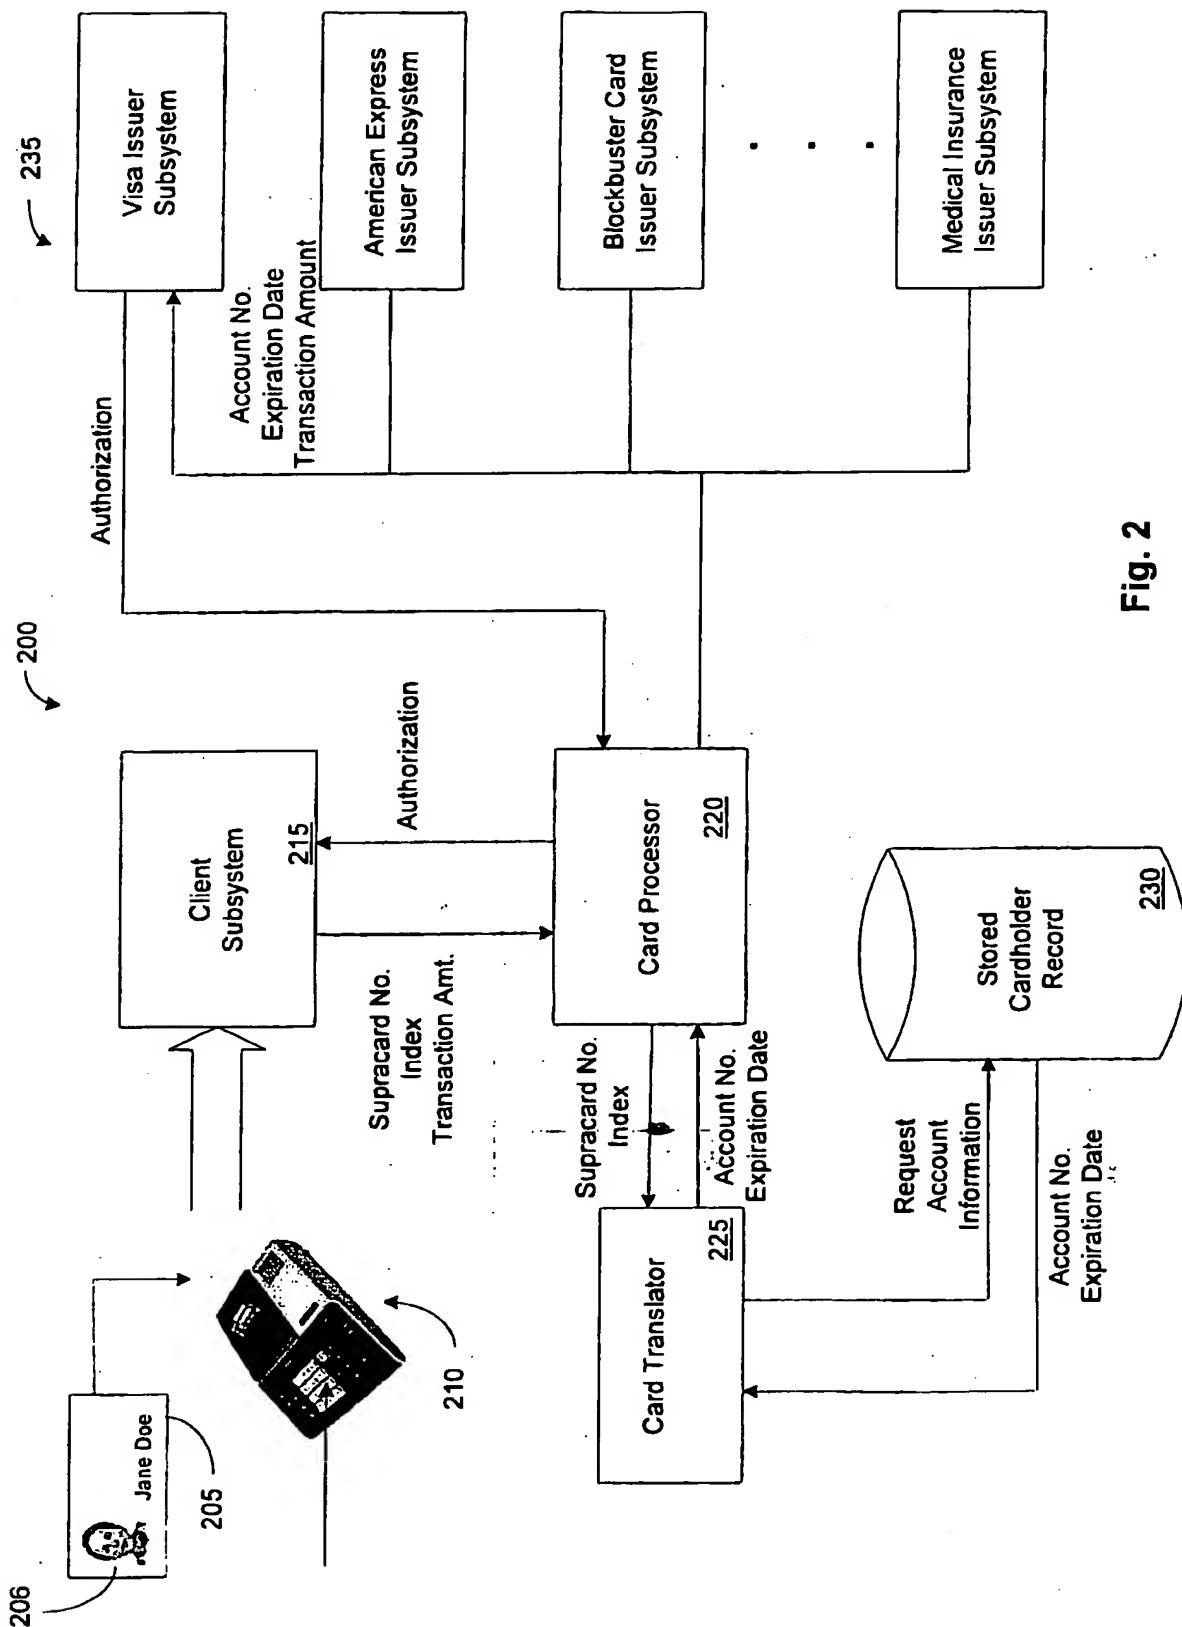 206
Jane Doe
205
210
200
235
Client
Subsystem
215
Supracard No.
Index
Transaction Amt.
Authorization
Card Processor
220
Supracard No.
Index
Account No.
Expiration Date
Card Translator
225
Request
Account
Information
Account No.
Expiration Date
Stored
Cardholder
Record
230
Authorization
Account No.
Expiration Date
Transaction Amount
Visa Issuer
Subsystem
American Express
Issuer Subsystem
Blockbuster Card
Issuer Subsystem
Medical Insurance
Issuer Subsystem
Fig. 2